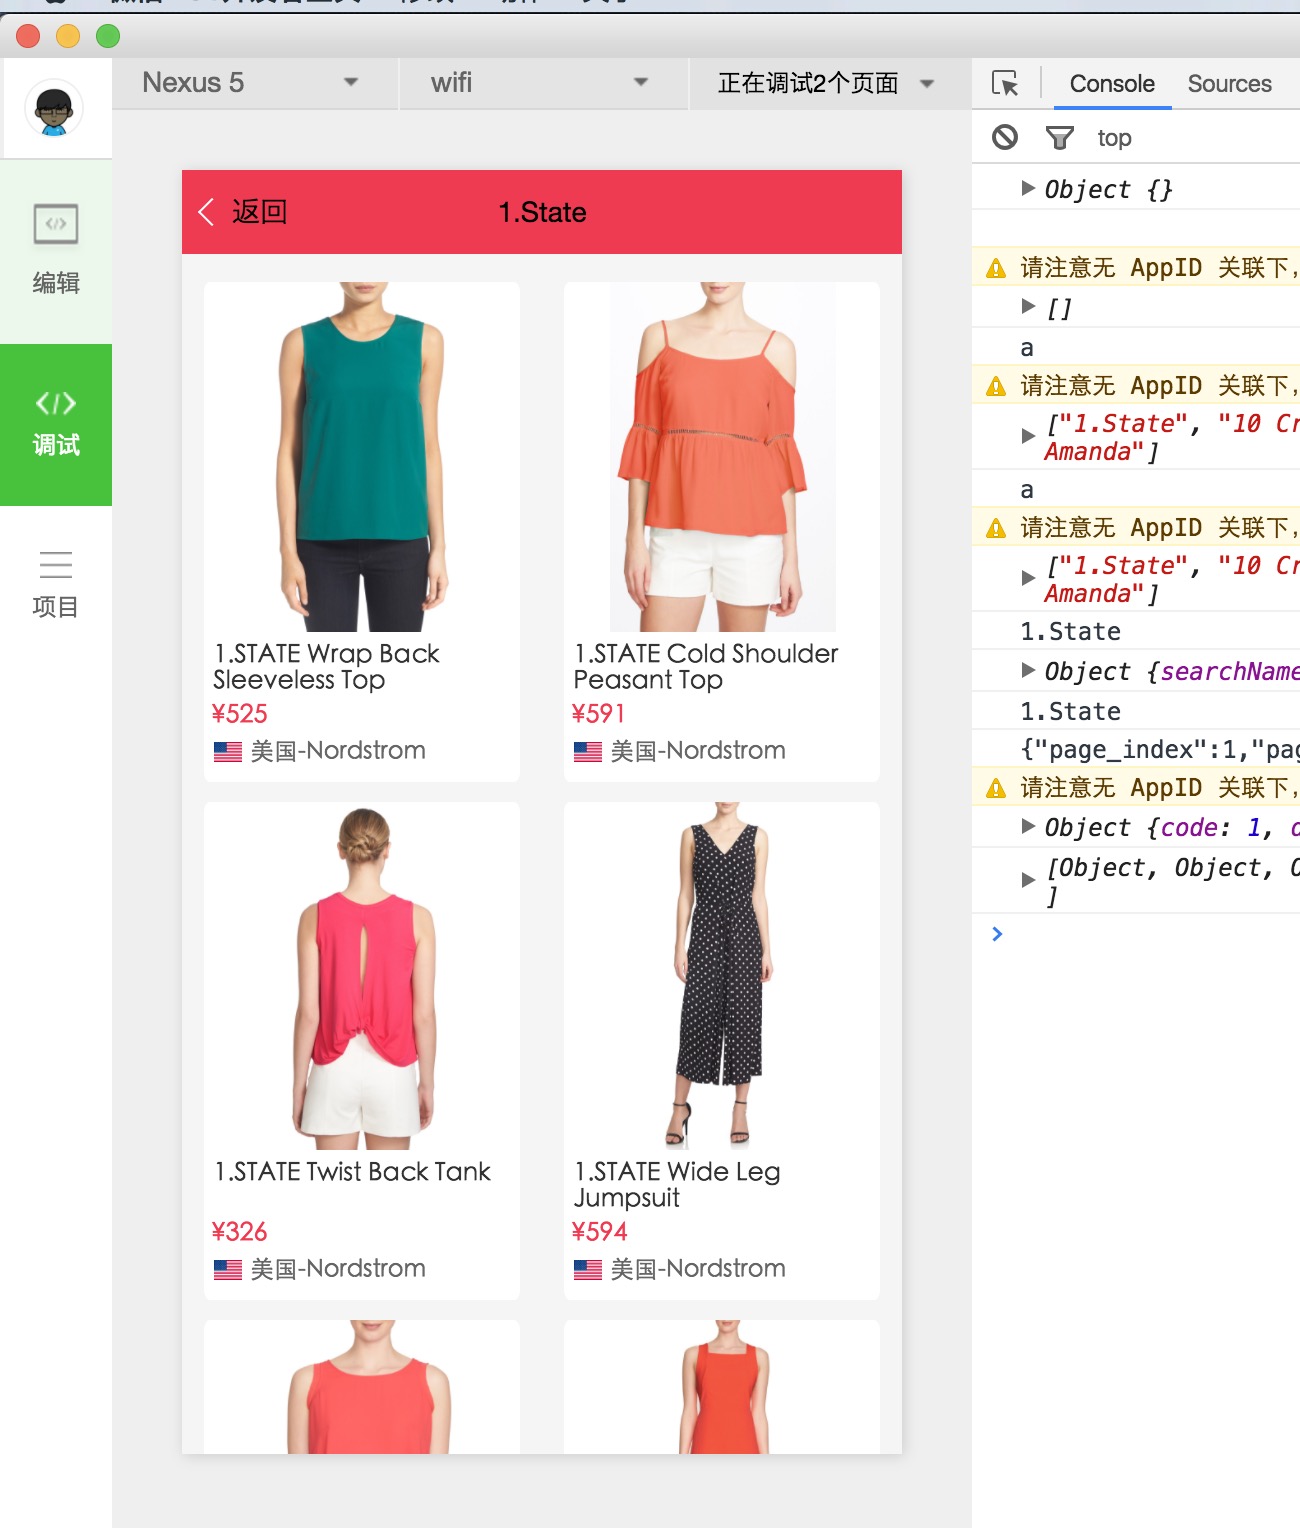 Nexus 5
wifi
正在调试2个页面
Console
Sources
top
编辑
调试
项目
返回
1.State
1.STATE Wrap Back
Sleeveless Top
¥525
美国-Nordstrom
1.STATE Cold Shoulder
Peasant Top
¥591
美国-Nordstrom
1.STATE Twist Back Tank
¥326
美国-Nordstrom
1.STATE Wide Leg
Jumpsuit
¥594
美国-Nordstrom
Object {}
请注意无 AppID 关联下,
[]
a
请注意无 AppID 关联下,
["1.State", "10 Cr
Amanda"]
a
请注意无 AppID 关联下,
["1.State", "10 Cr
Amanda"]
1.State
Object {searchName
1.State
{"page_index":1,"pag
请注意无 AppID 关联下,
Object {code: 1, d
[Object, Object, O
]